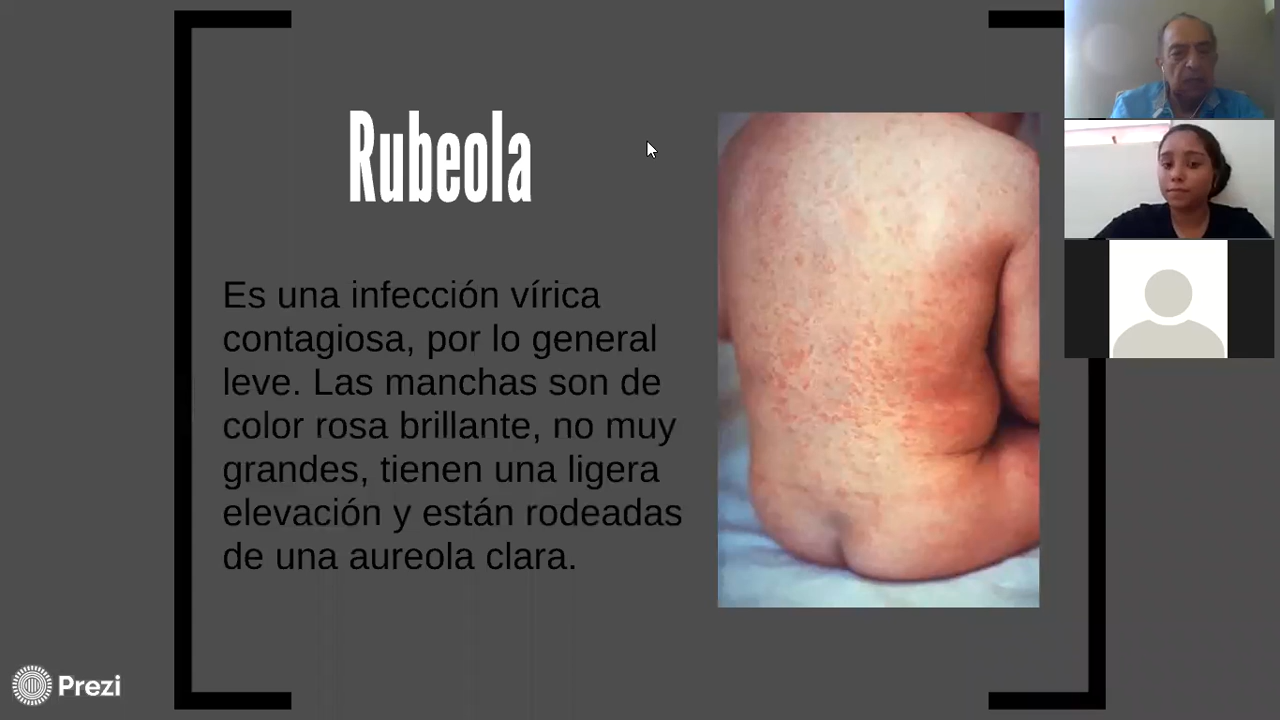 Rubeola
Es una infección vírica
contagiosa, por lo general
leve. Las manchas son de
color rosa brillante, no muy
grandes, tienen una ligera
elevación y están rodeadas
de una aureola clara.
Prezi